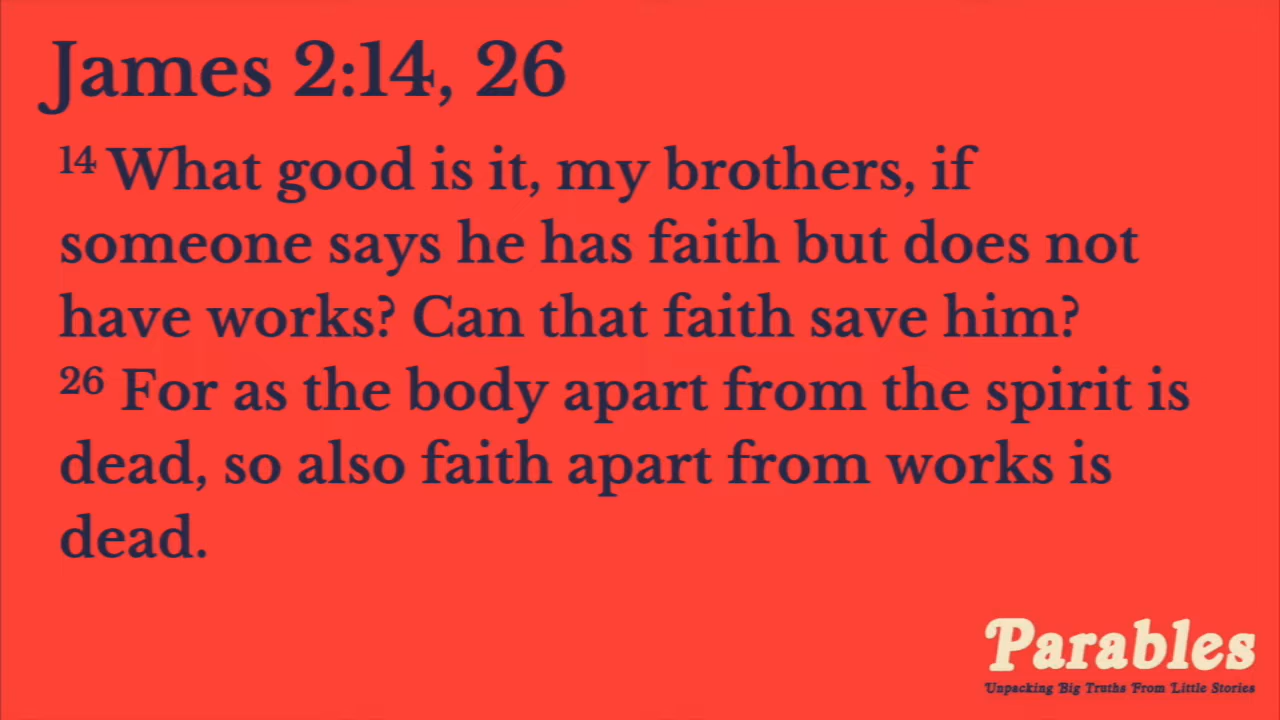 James 2:14, 26
14 What good is it, my brothers, if
someone says he has faith but does not
have works? Can that faith save him?
26 For as the body apart from the spirit is
dead, so also faith apart from works is
dead.
Parables
Unpacking Big Truths From Little Stories